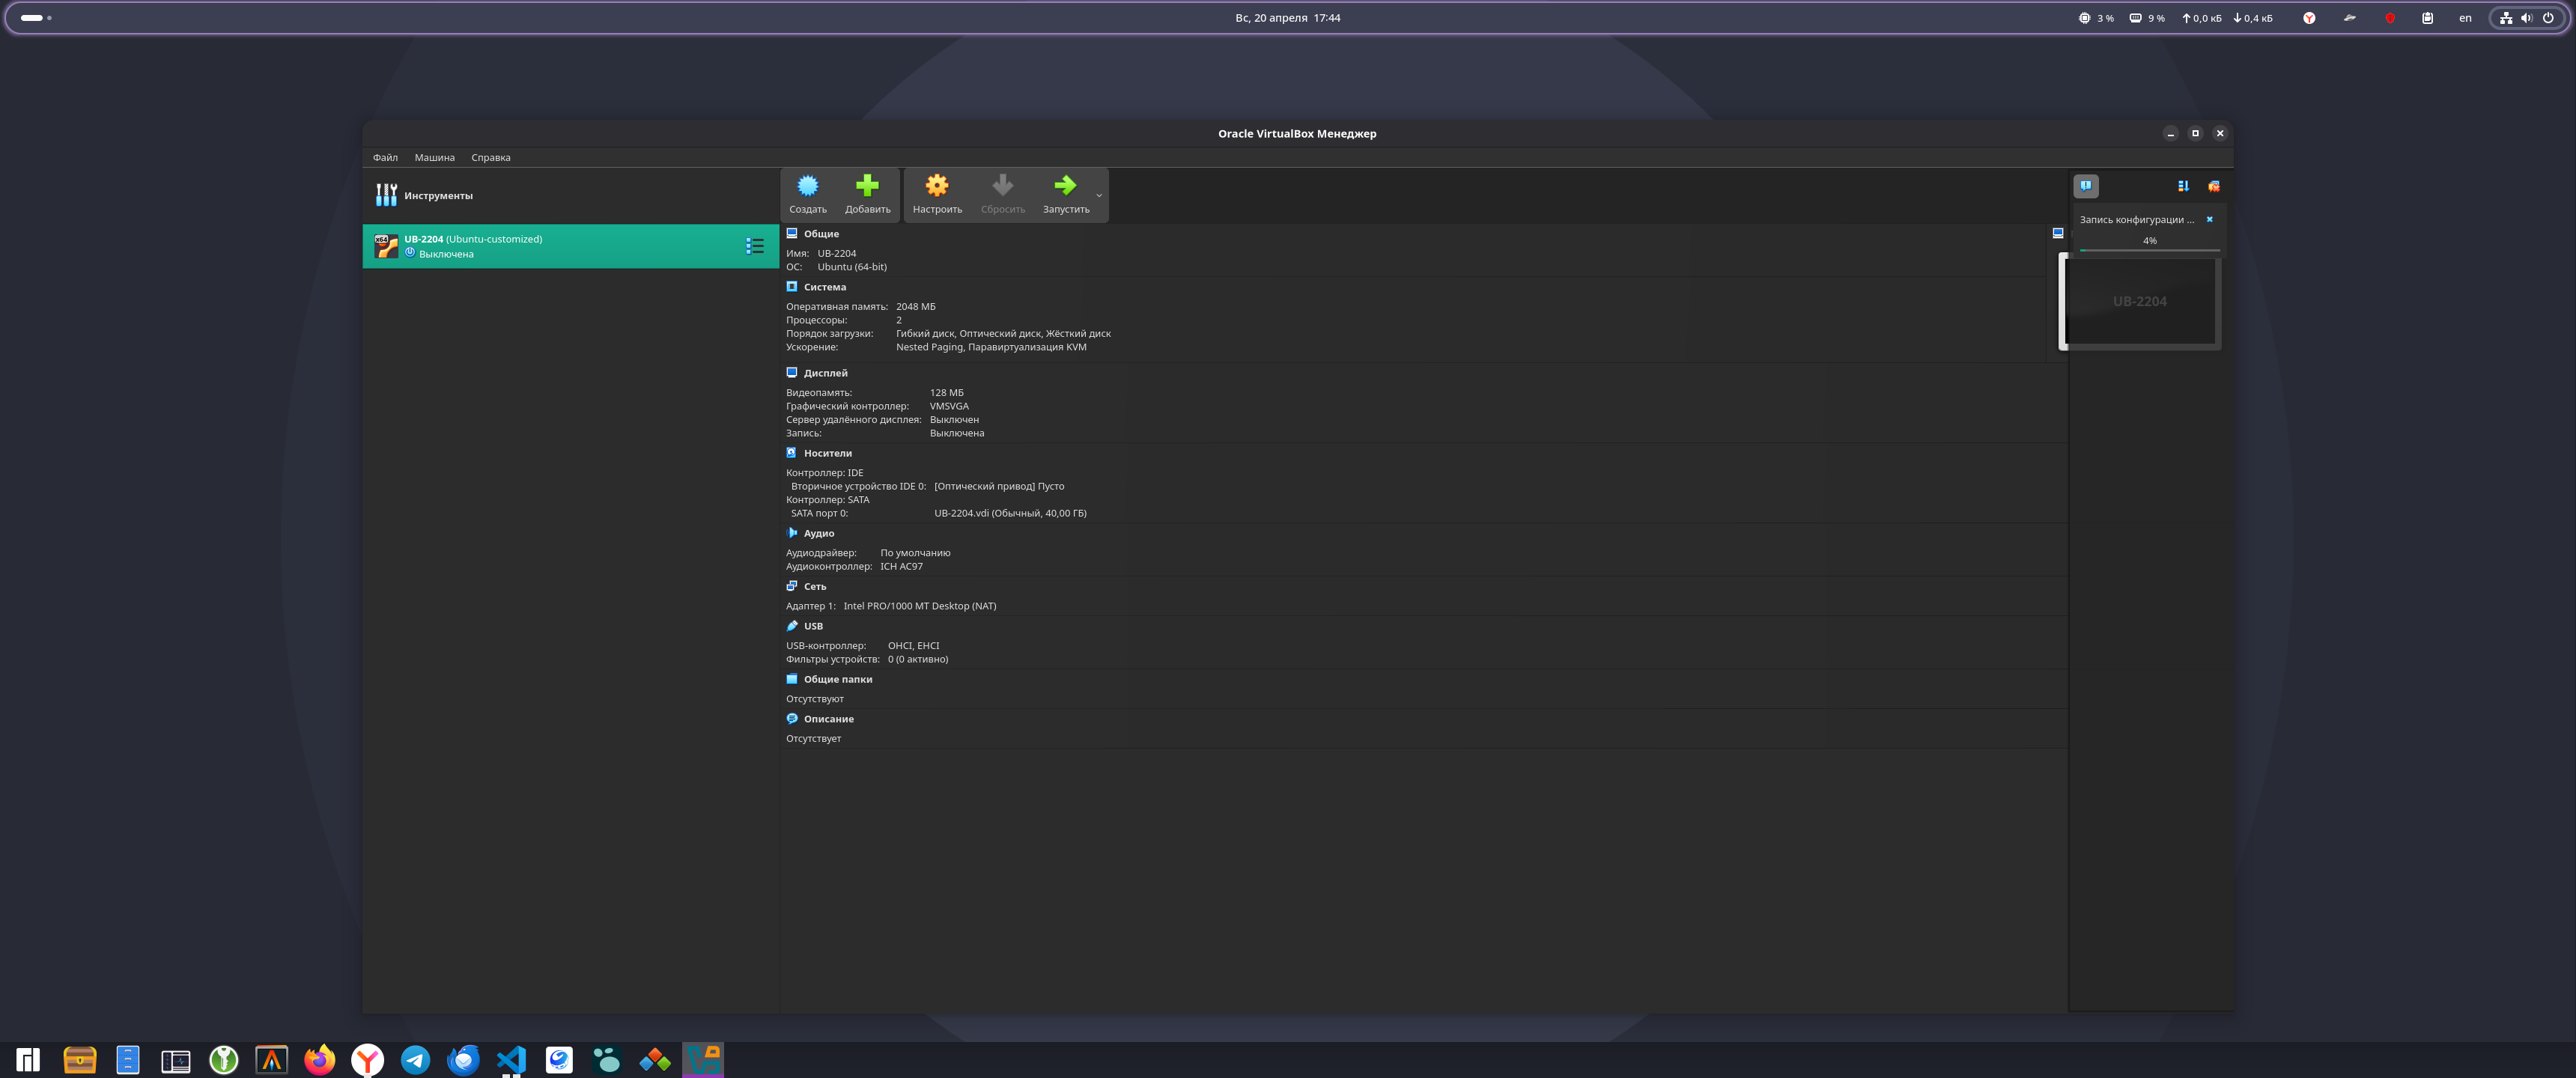 Вс, 20 апреля 17:44
3 %
9 %
0,0 кБ
0,4 кБ
en
Oracle VirtualBox Менеджер
Файл Машина Справка
Инструменты
UB-2204 (Ubuntu-customized)
Выключена
Создать
Добавить
Настроить
Сбросить
Запустить
Общие
Имя: UB-2204
ОС: Ubuntu (64-bit)
Система
Оперативная память: 2048 МБ
Процессоры: 2
Порядок загрузки: Гибкий диск, Оптический диск, Жёсткий диск
Ускорение: Nested Paging, Паравиртуализация KVM
Дисплей
Видеопамять: 128 МБ
Графический контроллер: VMSVGA
Сервер удалённого дисплея: Выключен
Запись: Выключена
Носители
Контроллер: IDE
Вторичное устройство IDE 0: [Оптический привод] Пусто
Контроллер: SATA
SATA порт 0: UB-2204.vdi (Обычный, 40,00 ГБ)
Аудио
Аудиодрайвер: По умолчанию
Аудиоконтроллер: ICH AC97
Сеть
Адаптер 1: Intel PRO/1000 MT Desktop (NAT)
USB
USB-контроллер: OHCI, EHCI
Фильтры устройств: 0 (0 активно)
Общие папки
Отсутствуют
Описание
Отсутствует
Запись конфигурации ...
4%
UB-2204